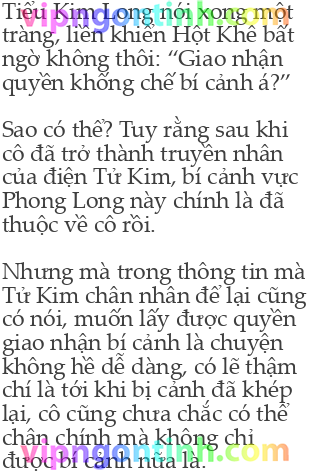 Tiểu Kim Long nói xong một
tràng, liền khiến Hột Khê bất
ngờ không thôi: “Giao nhận
quyền khống chế bí cảnh á?”
Sao có thể? Tuy rằng sau khi
cô đã trở thành truyền nhân
của điện Tử Kim, bí cảnh vực
Phong Long này chính là đã
thuộc về cô rồi.
Nhưng mà trong thông tin mà
Tử Kim chân nhân để lại cũng
có nói, muốn lấy được quyền
giao nhận bí cảnh là chuyện
không hề dễ dàng, có lẽ thậm
chí là tới khi bị cảnh đã khép
lại, cô cũng chưa chắc có thể
chân chính mà không chỉ
được bí cảnh nữa là.
vipngontinh.com
vipngontinh.com